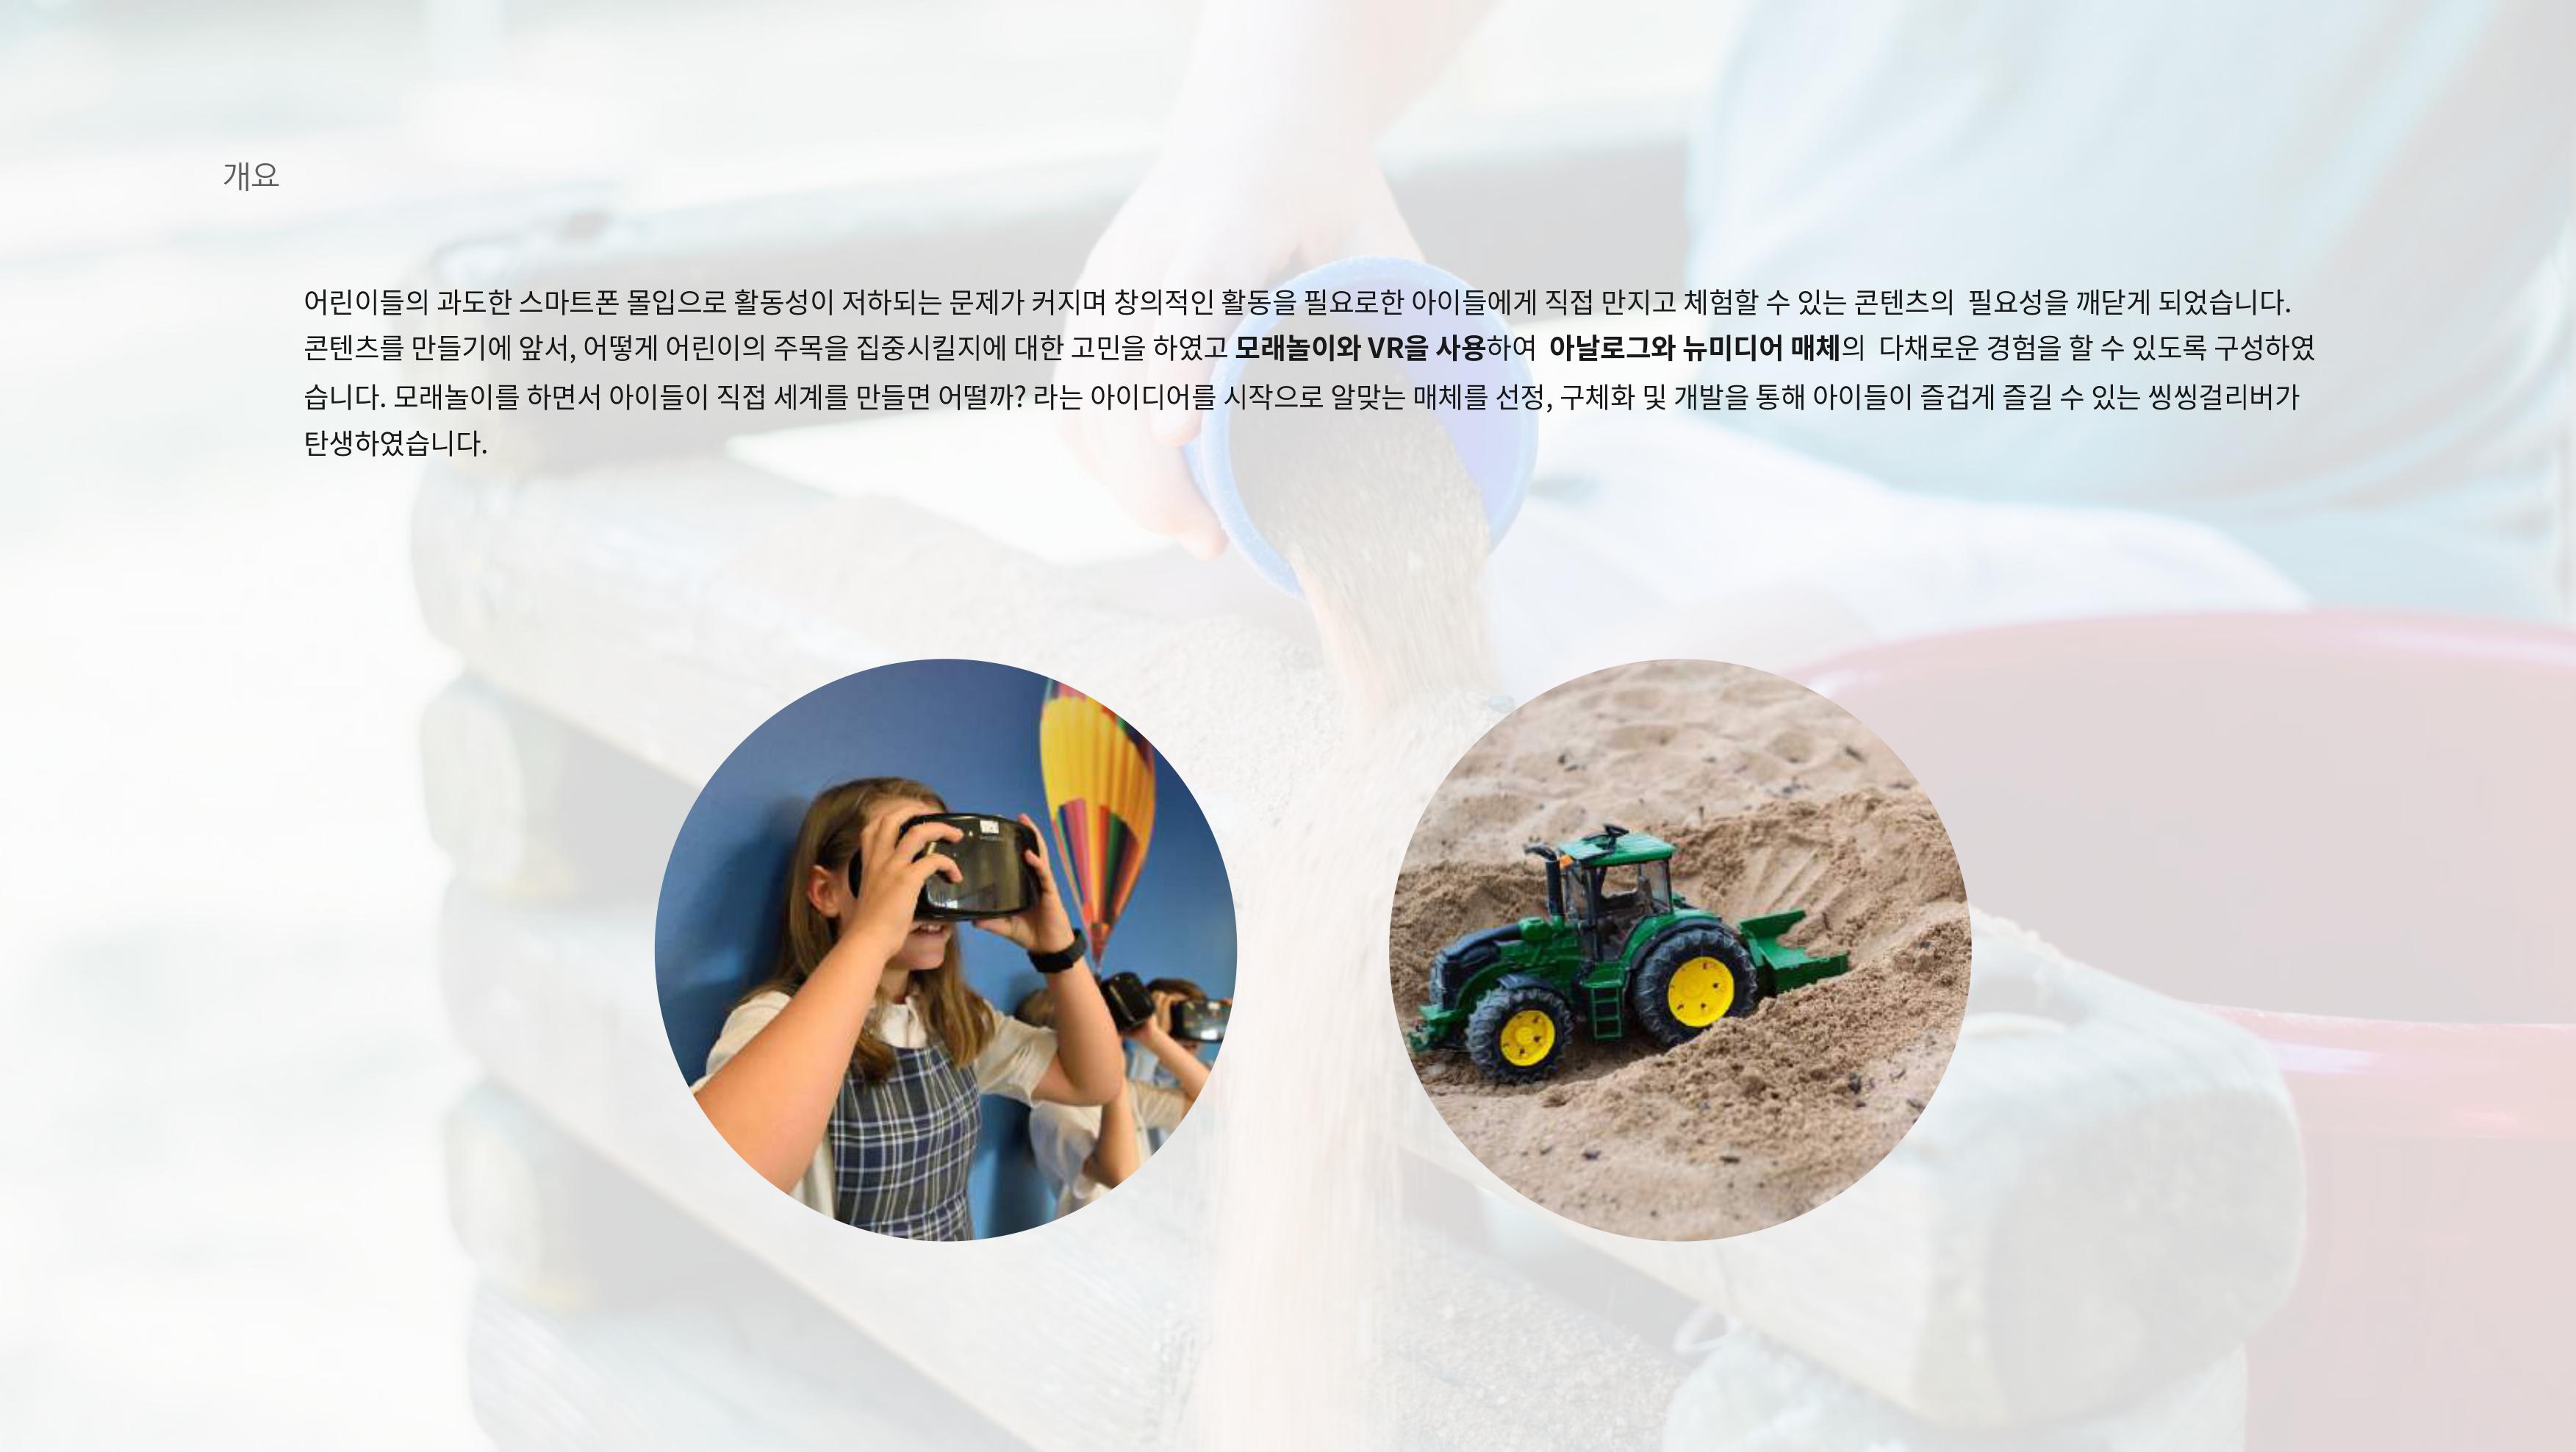 개요
어린이들의 과도한 스마트폰 몰입으로 활동성이 저하되는 문제가 커지며 창의적인 활동을 필요로한 아이들에게 직접 만지고 체험할 수 있는 콘텐츠의  필요성을 깨닫게 되었습니다.
콘텐츠를 만들기에 앞서, 어떻게 어린이의 주목을 집중시킬지에 대한 고민을 하였고 모래놀이와 VR을 사용하여  아날로그와 뉴미디어 매체의  다채로운 경험을 할 수 있도록 구성하였
습니다. 모래놀이를 하면서 아이들이 직접 세계를 만들면 어떨까? 라는 아이디어를 시작으로 알맞는 매체를 선정, 구체화 및 개발을 통해 아이들이 즐겁게 즐길 수 있는 씽씽걸리버가
탄생하였습니다.